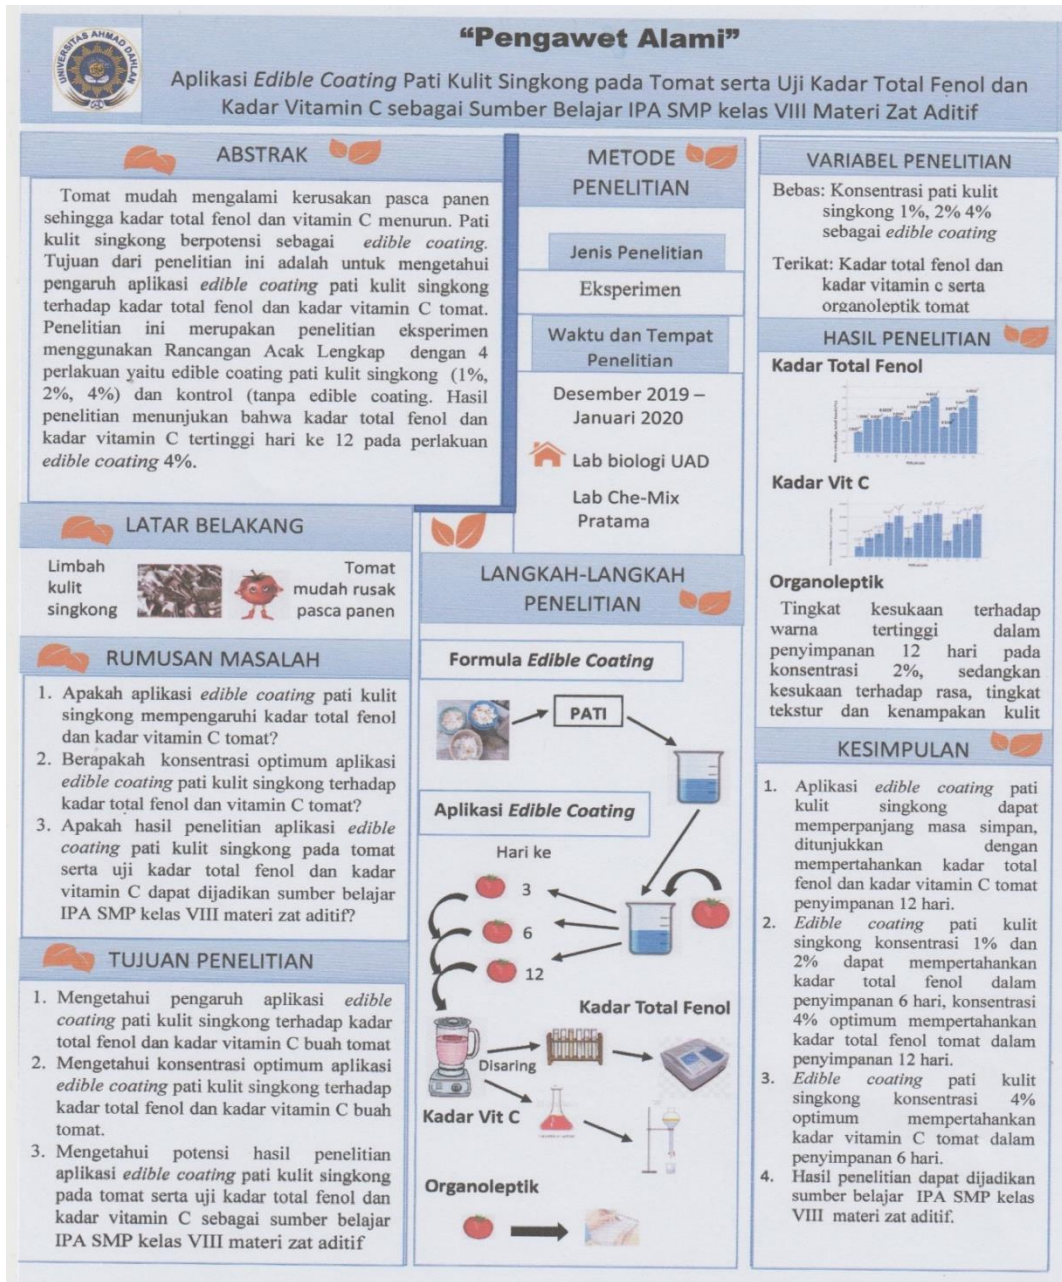 UNIVERSITAS AHMAD DAHLAN
"Pengawet Alami"
Aplikasi Edible Coating Pati Kulit Singkong pada Tomat serta Uji Kadar Total Fenol dan
Kadar Vitamin C sebagai Sumber Belajar IPA SMP kelas VIII Materi Zat Aditif
ABSTRAK
Tomat mudah mengalami kerusakan pasca panen
sehingga kadar total fenol dan vitamin C menurun. Pati
kulit singkong berpotensi sebagai edible coating.
Tujuan dari penelitian ini adalah untuk mengetahui
pengaruh aplikasi edible coating pati kulit singkong
terhadap kadar total fenol dan kadar vitamin C tomat.
Penelitian ini merupakan penelitian eksperimen
menggunakan Rancangan Acak Lengkap dengan 4
perlakuan yaitu edible coating pati kulit singkong (1%,
2%, 4%) dan kontrol (tanpa edible coating. Hasil
penelitian menunjukan bahwa kadar total fenol dan
kadar vitamin C tertinggi hari ke 12 pada perlakuan
edible coating 4%.
LATAR BELAKANG
Limbah
kulit
singkong
Tomat
mudah rusak
pasca panen
RUMUSAN MASALAH
1. Apakah aplikasi edible coating pati kulit
singkong mempengaruhi kadar total fenol
dan kadar vitamin C tomat?
2. Berapakah konsentrasi optimum aplikasi
edible coating pati kulit singkong terhadap
kadar total fenol dan vitamin C tomat?
3. Apakah hasil penelitian aplikasi edible
coating pati kulit singkong pada tomat
serta uji kadar total fenol dan kadar
vitamin C dapat dijadikan sumber belajar
IPA SMP kelas VIII materi zat aditif?
TUJUAN PENELITIAN
1. Mengetahui pengaruh aplikasi edible
coating pati kulit singkong terhadap kadar
total fenol dan kadar vitamin C buah tomat
2. Mengetahui konsentrasi optimum aplikasi
edible coating pati kulit singkong terhadap
kadar total fenol dan kadar vitamin C buah
tomat.
3. Mengetahui potensi hasil penelitian
aplikasi edible coating pati kulit singkong
pada tomat serta uji kadar total fenol dan
kadar vitamin C sebagai sumber belajar
IPA SMP kelas VIII materi zat aditif
METODE
PENELITIAN
Jenis Penelitian
Eksperimen
Waktu dan Tempat
Penelitian
Desember 2019 –
Januari 2020
Lab biologi UAD
Lab Che-Mix
Pratama
LANGKAH-LANGKAH
PENELITIAN
Formula Edible Coating
PATI
Aplikasi Edible Coating
Hari ke
3
6
12
Kadar Total Fenol
Disaring
Kadar Vit C
Organoleptik
VARIABEL PENELITIAN
Bebas: Konsentrasi pati kulit
singkong 1%, 2% 4%
sebagai edible coating
Terikat: Kadar total fenol dan
kadar vitamin c serta
organoleptik tomat
HASIL PENELITIAN
Kadar Total Fenol
Kadar Vit C
Organoleptik
Tingkat kesukaan terhadap
warna tertinggi dalam
penyimpanan 12 hari pada
konsentrasi 2%, sedangkan
kesukaan terhadap rasa, tingkat
tekstur dan kenampakan kulit
KESIMPULAN
1. Aplikasi edible coating pati
kulit singkong dapat
memperpanjang masa simpan,
ditunjukkan dengan
mempertahankan kadar total
fenol dan kadar vitamin C tomat
penyimpanan 12 hari.
2. Edible coating pati kulit
singkong konsentrasi 1% dan
2% dapat mempertahankan
kadar total fenol dalam
penyimpanan 6 hari, konsentrasi
4% optimum mempertahankan
kadar total fenol tomat dalam
penyimpanan 12 hari.
3. Edible coating pati kulit
singkong konsentrasi 4%
optimum mempertahankan
kadar vitamin C tomat dalam
penyimpanan 6 hari.
4. Hasil penelitian dapat dijadikan
sumber belajar IPA SMP kelas
VIII materi zat aditif.